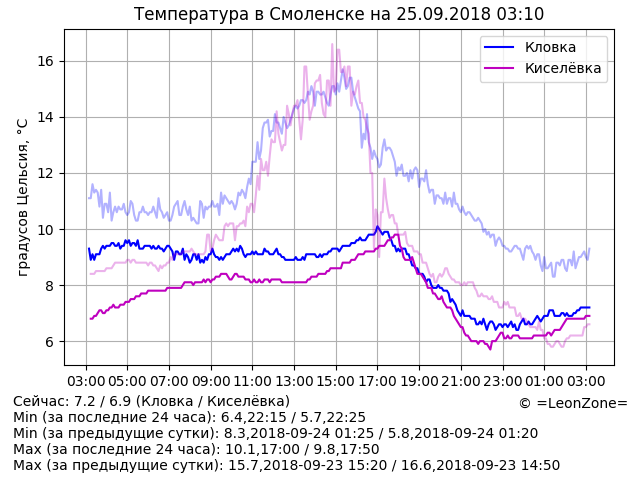 Температура в Смоленске на 25.09.2018 03:10
Кловка
Киселёвка
градусов Цельсия, °C
16
14
12
10
8
6
03:00 05:00 07:00 09:00 11:00 13:00 15:00 17:00 19:00 21:00 23:00 01:00 03:00
Сейчас: 7.2 / 6.9 (Кловка / Киселёвка)
© =LeonZone=
Min (за последние 24 часа): 6.4,22:15 / 5.7,22:25
Min (за предыдущие сутки): 8.3,2018-09-24 01:25 / 5.8,2018-09-24 01:20
Max (за последние 24 часа): 10.1,17:00 / 9.8,17:50
Max (за предыдущие сутки): 15.7,2018-09-23 15:20 / 16.6,2018-09-23 14:50